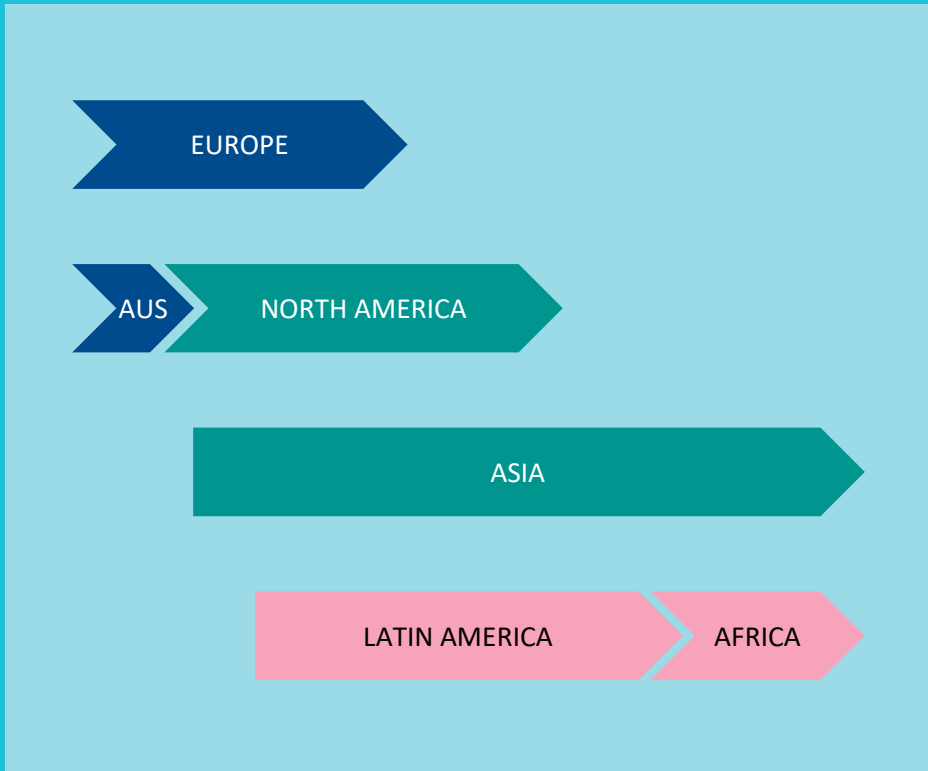 EUROPE
AUS
NORTH AMERICA
ASIA
LATIN AMERICA
AFRICA